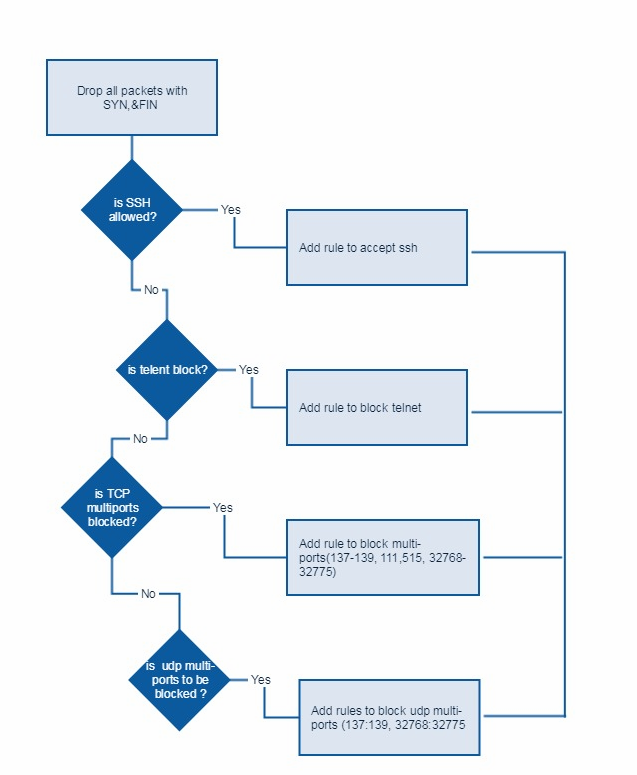 Drop all packets with
SYN,&FIN
is SSH
allowed?
Yes
Add rule to accept ssh
No
is telent block?
Yes
Add rule to block telnet
No
is TCP
multiports
blocked?
Yes
Add rule to block multi-
ports(137-139, 111,515, 32768-
32775)
No
is  udp multi-
ports to be
blocked ?
Yes
Add rules to block udp multi-
ports (137:139, 32768:32775